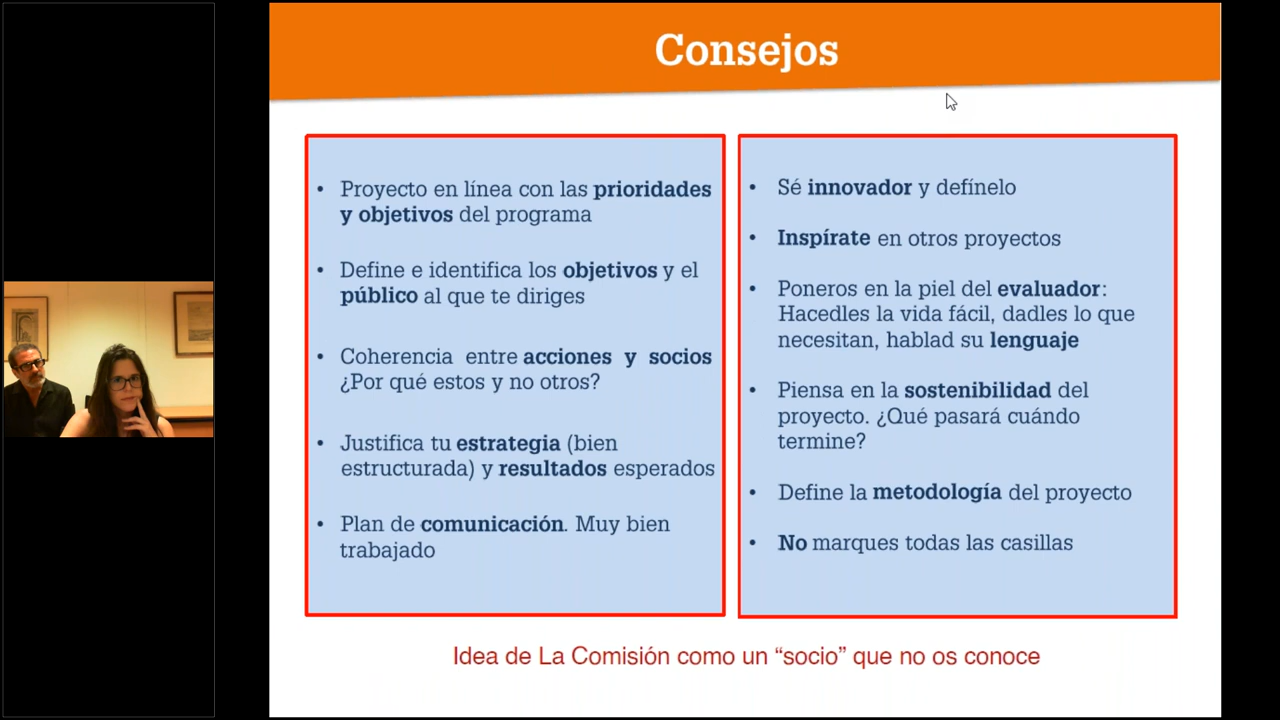 Consejos
• Proyecto en línea con las prioridades
y objetivos del programa
• Define e identifica los objetivos y el
público al que te diriges
• Coherencia entre acciones y socios
¿Por qué estos y no otros?
• Justifica tu estrategia (bien
estructurada) y resultados esperados
• Plan de comunicación. Muy bien
trabajado
• Sé innovador y defínelo
• Inspírate en otros proyectos
• Poneros en la piel del evaluador:
Hacedles la vida fácil, dadles lo que
necesitan, hablad su lenguaje
• Piensa en la sostenibilidad del
proyecto. ¿Qué pasará cuándo
termine?
• Define la metodología del proyecto
• No marques todas las casillas
Idea de La Comisión como un “socio” que no os conoce